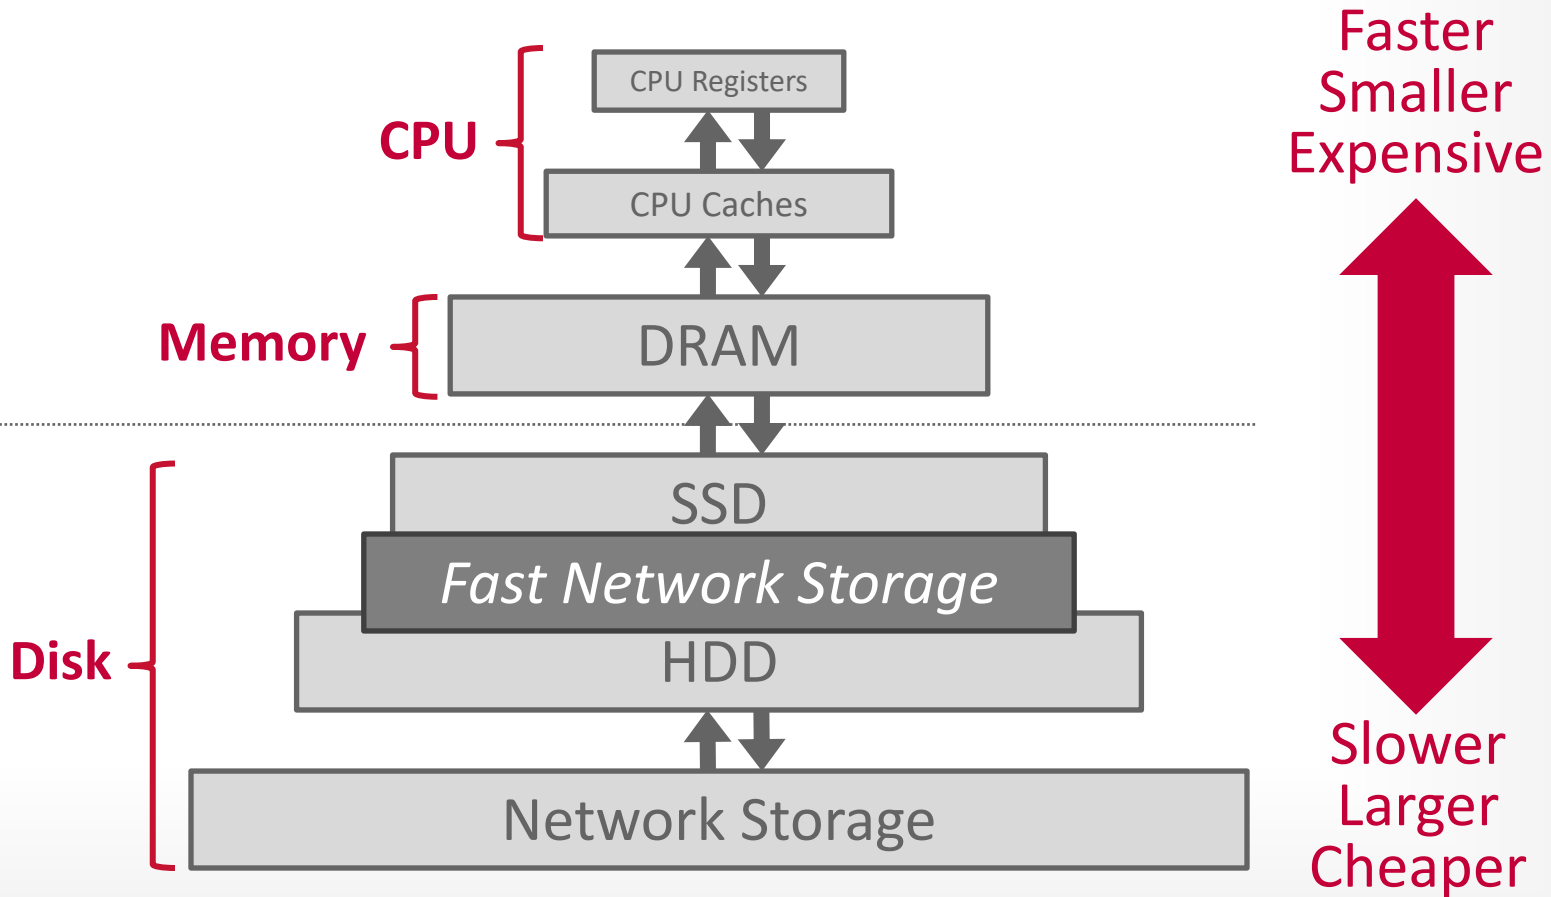 Faster
Smaller
Expensive
CPU Registers
CPU
CPU Caches
Memory
DRAM
SSD
Fast Network Storage
Disk
HDD
Network Storage
Slower
Larger
Cheaper